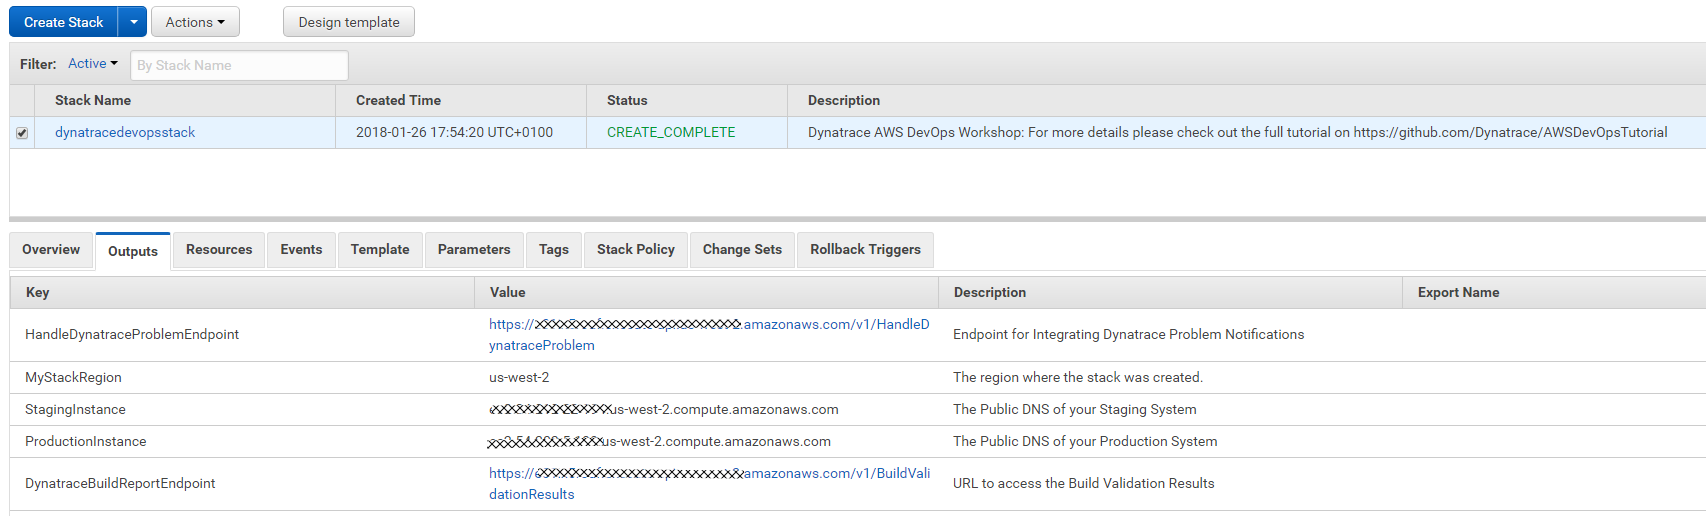 Create Stack Actions Design template
Filter: Active By Stack Name
Stack Name Created Time Status Description
dynatracedevopsstack 2018-01-26 17:54:20 UTC+0100 CREATE_COMPLETE Dynatrace AWS DevOps Workshop: For more details please check out the full tutorial on https://github.com/Dynatrace/AWSDevOpsTutorial
Overview Outputs Resources Events Template Parameters Tags Stack Policy Change Sets Rollback Triggers
Key Value Description Export Name
HandleDynatraceProblemEndpoint https:// .amazonaws.com/v1/HandleD
ynatraceProblem Endpoint for Integrating Dynatrace Problem Notifications
MyStackRegion us-west-2 The region where the stack was created.
StagingInstance us-west-2.compute.amazonaws.com The Public DNS of your Staging System
ProductionInstance us-west-2.compute.amazonaws.com The Public DNS of your Production System
DynatraceBuildReportEndpoint https:// .amazonaws.com/v1/BuildVali
dationResults URL to access the Build Validation Results